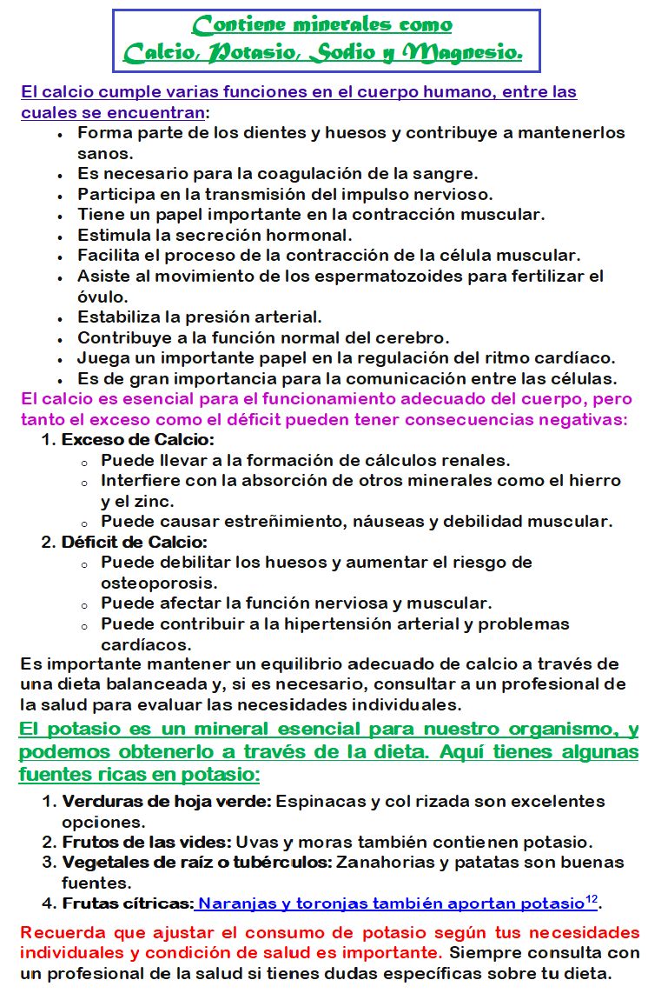 Contiene minerales como
Calcio, Potasio, Sodio y Magnesio.
El calcio cumple varias funciones en el cuerpo humano, entre las
cuales se encuentran:
• Forma parte de los dientes y huesos y contribuye a mantenerlos
sanos.
• Es necesario para la coagulación de la sangre.
• Participa en la transmisión del impulso nervioso.
• Tiene un papel importante en la contracción muscular.
• Estimula la secreción hormonal.
• Facilita el proceso de la contracción de la célula muscular.
• Asiste al movimiento de los espermatozoides para fertilizar el
óvulo.
• Estabiliza la presión arterial.
• Contribuye a la función normal del cerebro.
• Juega un importante papel en la regulación del ritmo cardíaco.
• Es de gran importancia para la comunicación entre las células.
El calcio es esencial para el funcionamiento adecuado del cuerpo, pero
tanto el exceso como el déficit pueden tener consecuencias negativas:
1. Exceso de Calcio:
○ Puede llevar a la formación de cálculos renales.
○ Interfiere con la absorción de otros minerales como el hierro
y el zinc.
○ Puede causar estreñimiento, náuseas y debilidad muscular.
2. Déficit de Calcio:
○ Puede debilitar los huesos y aumentar el riesgo de
osteoporosis.
○ Puede afectar la función nerviosa y muscular.
○ Puede contribuir a la hipertensión arterial y problemas
cardíacos.
Es importante mantener un equilibrio adecuado de calcio a través de
una dieta balanceada y, si es necesario, consultar a un profesional de
la salud para evaluar las necesidades individuales.
El potasio es un mineral esencial para nuestro organismo, y
podemos obtenerlo a través de la dieta. Aquí tienes algunas
fuentes ricas en potasio:
1. Verduras de hoja verde: Espinacas y col rizada son excelentes
opciones.
2. Frutos de las vides: Uvas y moras también contienen potasio.
3. Vegetales de raíz o tubérculos: Zanahorias y patatas son buenas
fuentes.
4. Frutas cítricas: Naranjas y toronjas también aportan potasio¹².
Recuerda que ajustar el consumo de potasio según tus necesidades
individuales y condición de salud es importante. Siempre consulta con
un profesional de la salud si tienes dudas específicas sobre tu dieta.